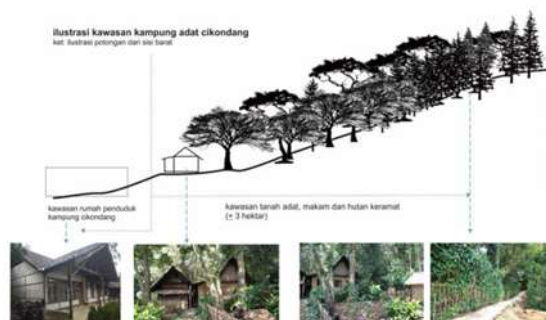 ilustrasi kawasan kampung adat cikondang
ket: ilustrasi potongan dari sisi barat
kawasan rumah penduduk
kampung cikondang
kawasan tanah adat, makam dan hutan keramat
(± 3 hektar)